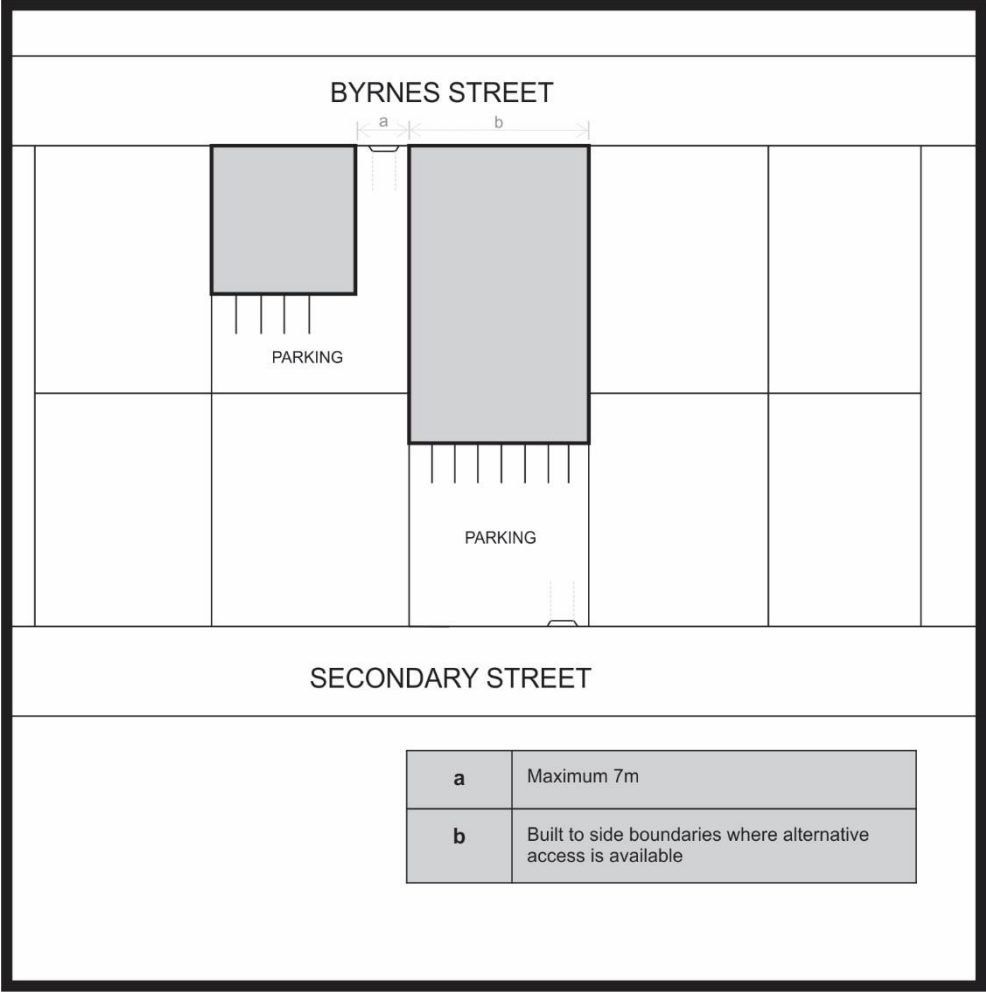 BYRNES STREET
a
b
PARKING
PARKING
SECONDARY STREET
a
Maximum 7m
b
Built to side boundaries where alternative
access is available